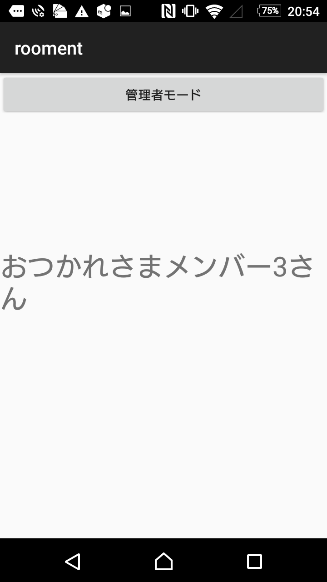 75% 20:54
rooment
管理者モード
おつかれさまメンバー3さ
ん